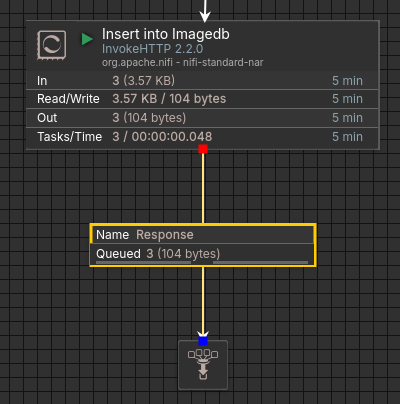 Insert into Imagedb
InvokeHTTP 2.2.0
org.apache.nifi - nifi-standard-nar
In 3 (3.57 KB) 5 min
Read/Write 3.57 KB / 104 bytes 5 min
Out 3 (104 bytes) 5 min
Tasks/Time 3 / 00:00:00.048 5 min
Name Response
Queued 3 (104 bytes)